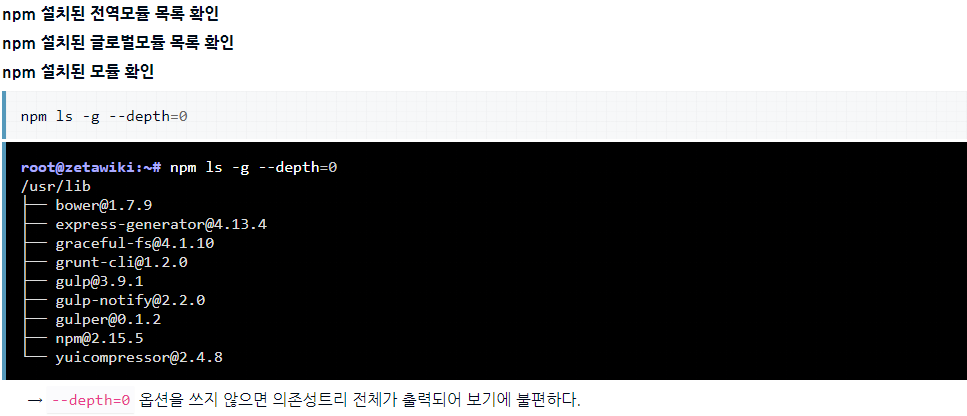 npm 설치된 전역모듈 목록 확인
npm 설치된 글로벌모듈 목록 확인
npm 설치된 모듈 확인
npm ls -g --depth=0
root@zetawiki:~# npm ls -g --depth=0
/usr/lib
├── bower@1.7.9
├── express-generator@4.13.4
├── graceful-fs@4.1.10
├── grunt-cli@1.2.0
├── gulp@3.9.1
├── gulp-notify@2.2.0
├── gulper@0.1.2
├── npm@2.15.5
└── yuicompressor@2.4.8
→ --depth=0 옵션을 쓰지 않으면 의존성트리 전체가 출력되어 보기에 불편하다.